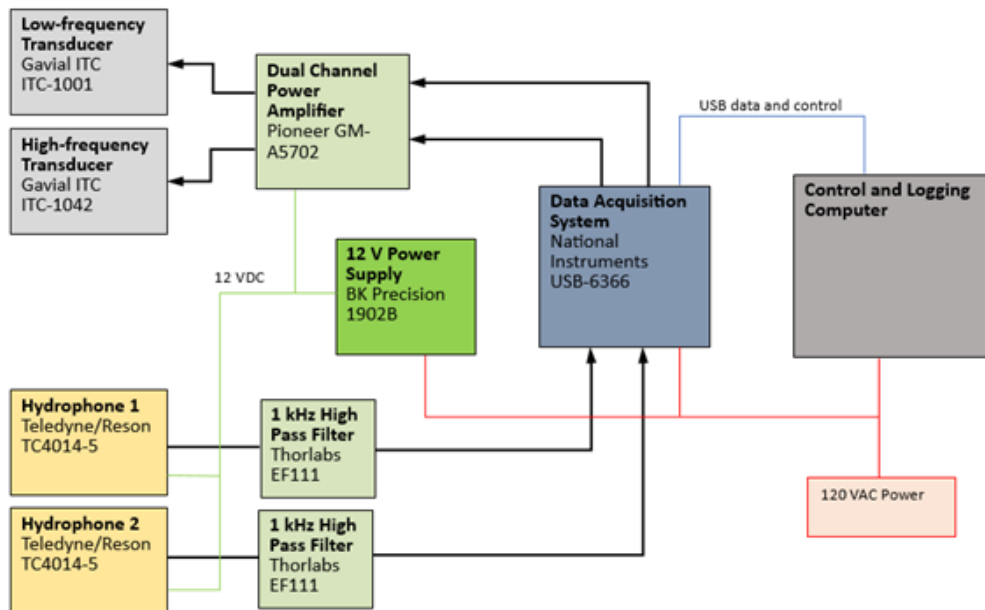 Low-frequency
Transducer
Gavial ITC
ITC-1001
High-frequency
Transducer
Gavial ITC
ITC-1042
Dual Channel
Power
Amplifier
Pioneer GM-
A5702
USB data and control
Data Acquisition
System
National
Instruments
USB-6366
Control and Logging
Computer
12 VDC
12 V Power
Supply
BK Precision
1902B
Hydrophone 1
Teledyne/Reson
TC4014-5
1 kHz High
Pass Filter
Thorlabs
EF111
120 VAC Power
Hydrophone 2
Teledyne/Reson
TC4014-5
1 kHz High
Pass Filter
Thorlabs
EF111